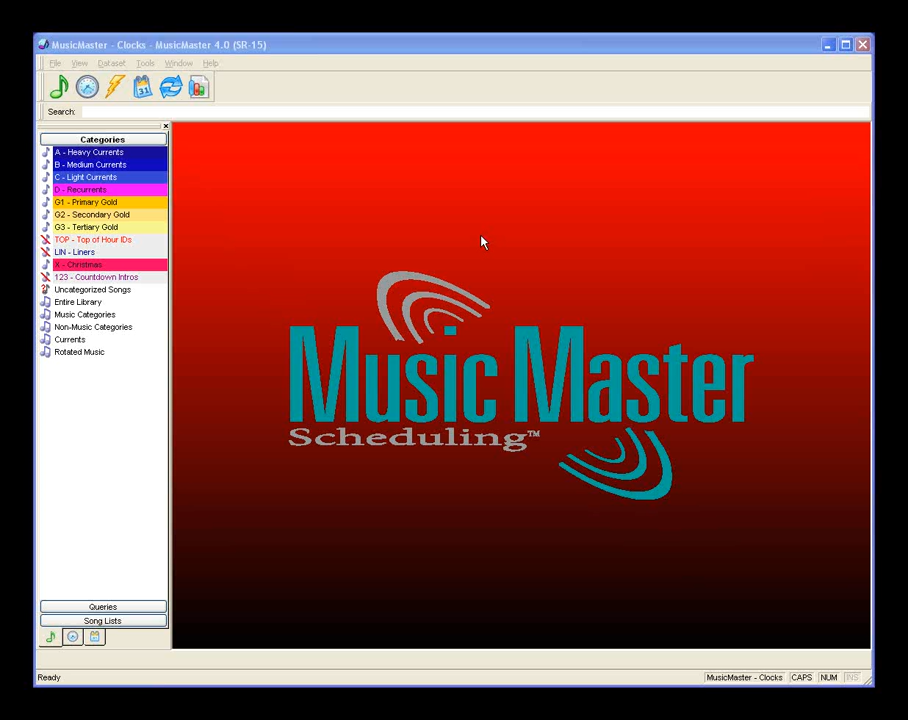 MusicMaster - Clocks - MusicMaster 4.0 (SR-15)
File View Dataset Tools Window Help
31
Search:
Categories
A - Heavy Currents
B - Medium Currents
C - Light Currents
D - Recurrents
G1 - Primary Gold
G2 - Secondary Gold
G3 - Tertiary Gold
TOP - Top of Hour IDs
LIN - Liners
X - Christmas
123 - Countdown Intros
Uncategorized Songs
Entire Library
Music Categories
Non-Music Categories
Currents
Rotated Music
Music Master
Scheduling™
Queries
Song Lists
Ready
MusicMaster - Clocks CAPS NUM INS